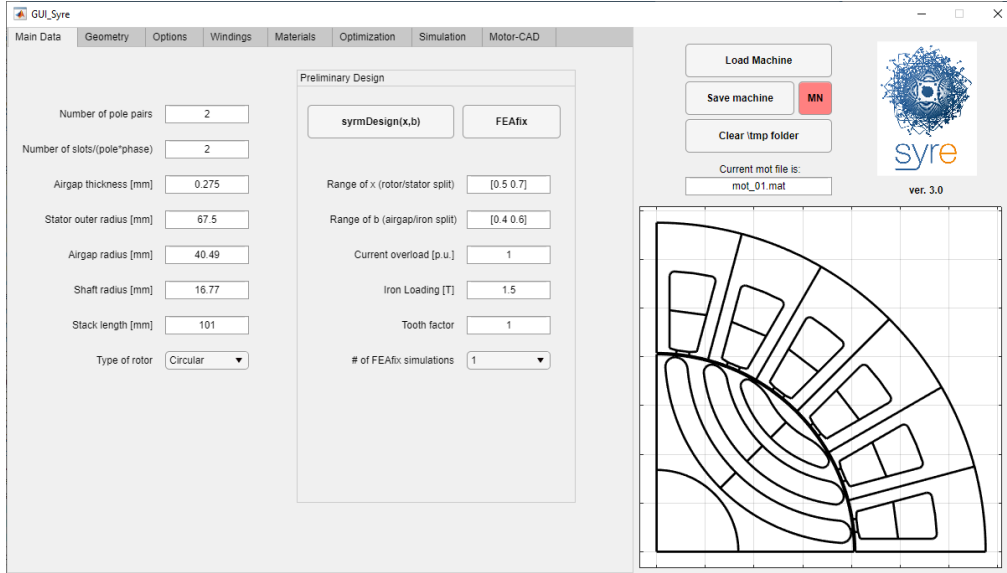 GUI_Syre
Main Data Geometry Options Windings Materials Optimization Simulation Motor-CAD
Number of pole pairs 2
Number of slots/(pole*phase) 2
Airgap thickness [mm] 0.275
Stator outer radius [mm] 67.5
Airgap radius [mm] 40.49
Shaft radius [mm] 16.77
Stack length [mm] 101
Type of rotor Circular
Preliminary Design
syrmDesign(x,b) FEAfix
Range of x (rotor/stator split) [0.5 0.7]
Range of b (airgap/iron split) [0.4 0.6]
Current overload [p.u.] 1
Iron Loading [T] 1.5
Tooth factor 1
# of FEAfix simulations 1
Load Machine
Save machine MN
Clear \tmp folder
Current mot file is:
mot_01.mat
syre
ver. 3.0